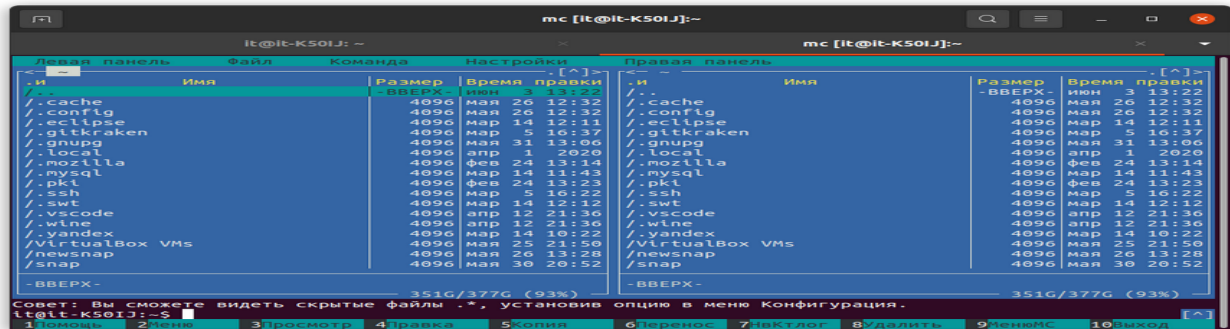 mc [it@it-K50IJ]:~
it@it-K50IJ: ~ mc [it@it-K50IJ]:~
Левая панель Файл Команда Настройки Правая панель
<- ~ .[^]> <- ~ .[^]>
.и Имя Размер Время правки .и Имя Размер Время правки
/.. -ВВЕРХ- июн 3 13:22 /.. -ВВЕРХ- июн 3 13:22
/.cache 4096 мая 26 12:32 /.cache 4096 мая 26 12:32
/.config 4096 мая 26 12:32 /.config 4096 мая 26 12:32
/.eclipse 4096 мар 14 12:11 /.eclipse 4096 мар 14 12:11
/.gitkraken 4096 мар 5 16:37 /.gitkraken 4096 мар 5 16:37
/.gnupg 4096 мая 31 13:06 /.gnupg 4096 мая 31 13:06
/.local 4096 апр 1 2020 /.local 4096 апр 1 2020
/.mozilla 4096 фев 24 13:14 /.mozilla 4096 фев 24 13:14
/.mysql 4096 мар 14 11:43 /.mysql 4096 мар 14 11:43
/.pki 4096 фев 24 13:23 /.pki 4096 фев 24 13:23
/.ssh 4096 мар 5 16:22 /.ssh 4096 мар 5 16:22
/.swt 4096 мар 14 12:12 /.swt 4096 мар 14 12:12
/.vscode 4096 апр 12 21:36 /.vscode 4096 апр 12 21:36
/.wine 4096 апр 12 21:36 /.wine 4096 апр 12 21:36
/.yandex 4096 мар 14 10:22 /.yandex 4096 мар 14 10:22
/VirtualBox VMs 4096 мая 25 21:50 /VirtualBox VMs 4096 мая 25 21:50
/newsnap 4096 мая 26 13:28 /newsnap 4096 мая 26 13:28
/snap 4096 мая 30 20:52 /snap 4096 мая 30 20:52
-ВВЕРХ- -ВВЕРХ-
351G/377G (93%) 351G/377G (93%)
Совет: Вы сможете видеть скрытые файлы .*, установив опцию в меню Конфигурация.
it@it-K50IJ:~$ [^]
1Помощь 2Меню 3Просмотр 4Правка 5Копия 6Перенос 7НвКтлог 8Удалить 9МенюМС 10Выход